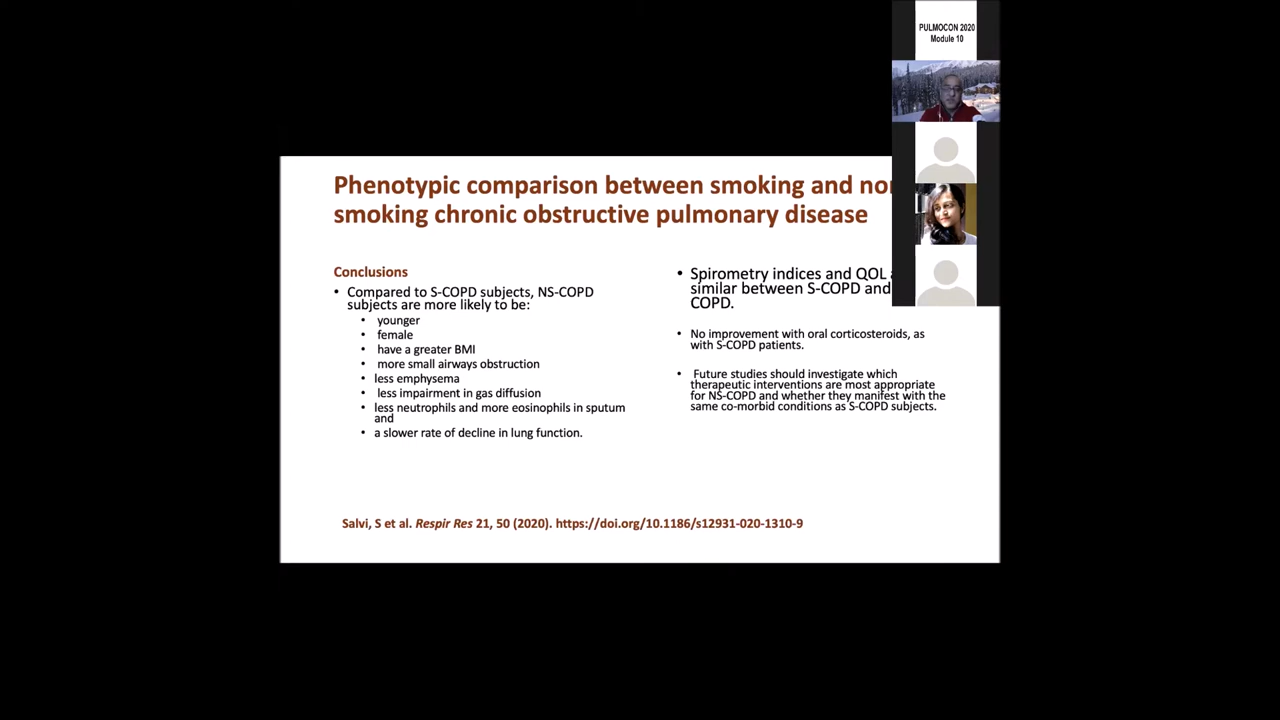 PULMOCON 2020
Module 10
Phenotypic comparison between smoking and
smoking chronic obstructive pulmonary disease
Conclusions
• Compared to S-COPD subjects, NS-COPD
subjects are more likely to be:
• younger
• female
• have a greater BMI
• more small airways obstruction
• less emphysema
• less impairment in gas diffusion
• less neutrophils and more eosinophils in sputum
and
• a slower rate of decline in lung function.
• Spirometry indices and QOL
similar between S-COPD and
COPD.
• No improvement with oral corticosteroids, as
with S-COPD patients.
• Future studies should investigate which
therapeutic interventions are most appropriate
for NS-COPD and whether they manifest with the
same co-morbid conditions as S-COPD subjects.
Salvi, S et al. Respir Res 21, 50 (2020). https://doi.org/10.1186/s12931-020-1310-9